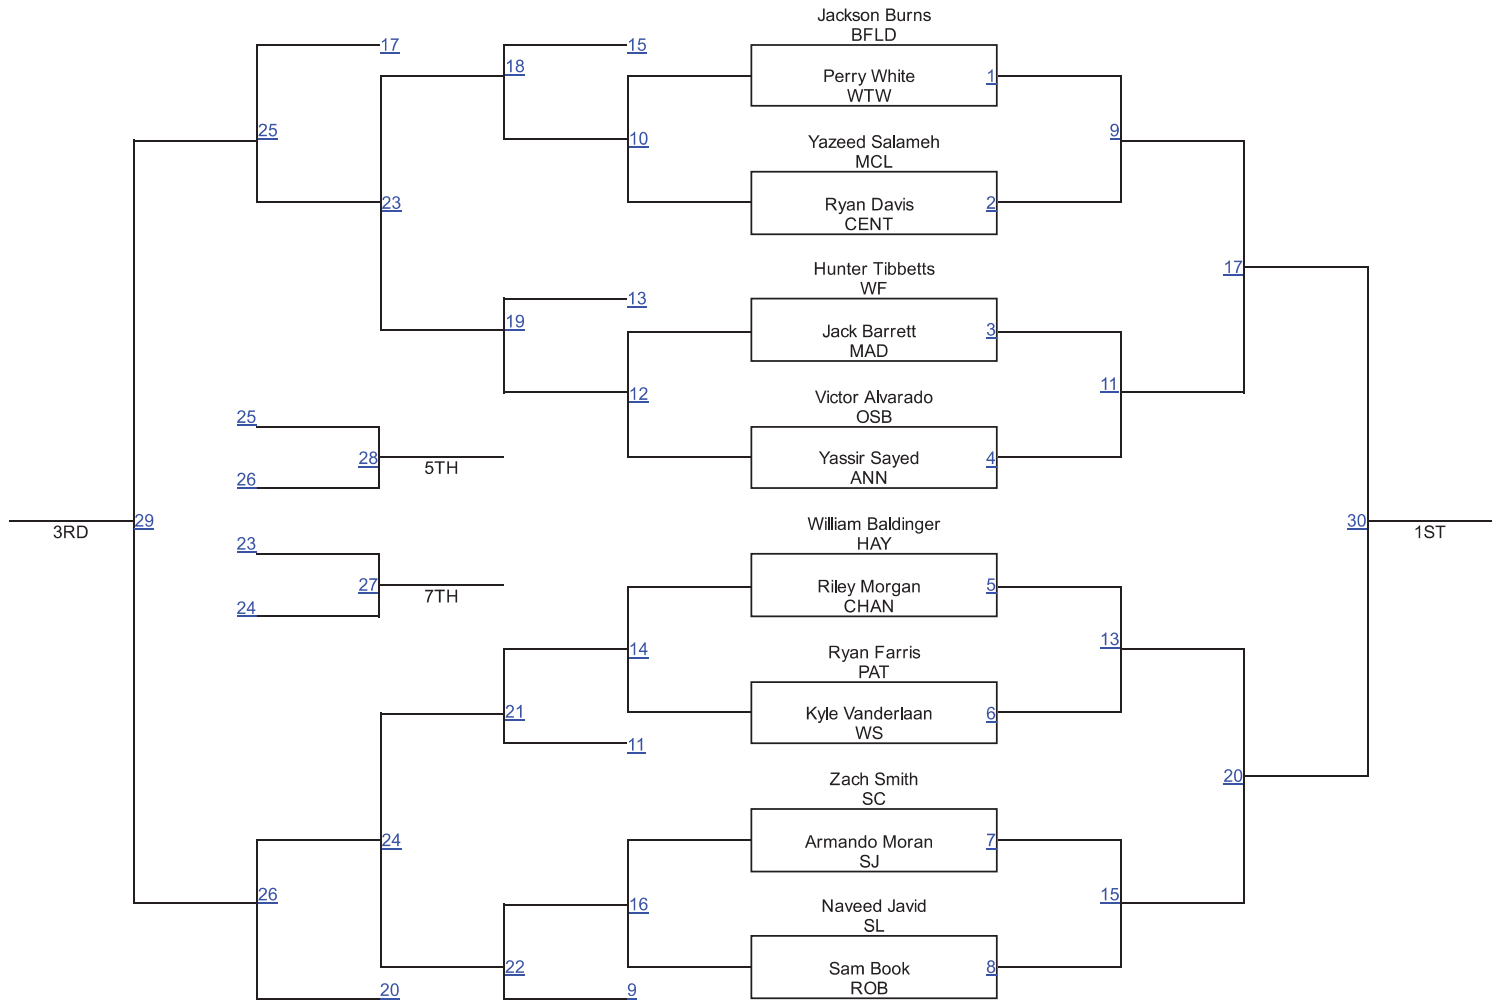 Jackson Burns
BFLD
17
15
18
Perry White
1
WTW
25
10
9
Yazeed Salameh
MCL
23
Ryan Davis
2
CENT
Hunter Tibbetts
WF
17
13
19
Jack Barrett
3
MAD
12
11
Victor Alvarado
OSB
25
28
5TH
Yassir Sayed
4
ANN
26
3RD
29
William Baldinger
HAY
30
1ST
23
27
7TH
Riley Morgan
5
CHAN
24
14
13
Ryan Farris
PAT
21
Kyle Vanderlaan
6
WS
11
Zach Smith
SC
20
24
Armando Moran
7
SJ
26
16
15
Naveed Javid
SL
22
Sam Book
8
ROB
20
9